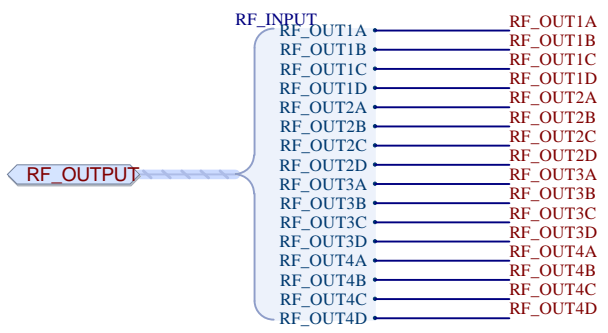 RF_INPUT
RF_OUT1A RF_OUT1A
RF_OUT1B RF_OUT1B
RF_OUT1C RF_OUT1C
RF_OUT1D RF_OUT1D
RF_OUT2A RF_OUT2A
RF_OUT2B RF_OUT2B
RF_OUT2C RF_OUT2C
RF_OUT2D RF_OUT2D
RF_OUTPUT
RF_OUT3A RF_OUT3A
RF_OUT3B RF_OUT3B
RF_OUT3C RF_OUT3C
RF_OUT3D RF_OUT3D
RF_OUT4A RF_OUT4A
RF_OUT4B RF_OUT4B
RF_OUT4C RF_OUT4C
RF_OUT4D RF_OUT4D